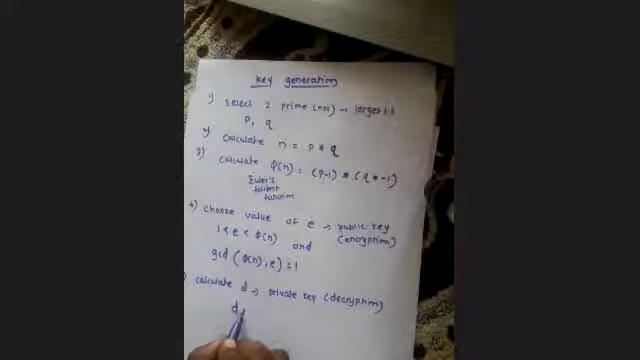 key generation
1) select 2 prime (nos) → largest
p, q
2) calculate n = p * q
3) calculate φ(n) = (p-1) * (q * -1)
Euler's
totient
function
4) choose value of e → public key
1 < e < φ(n) and (encryption)
gcd (φ(n), e) = 1
) calculate d → private key (decryption)
d